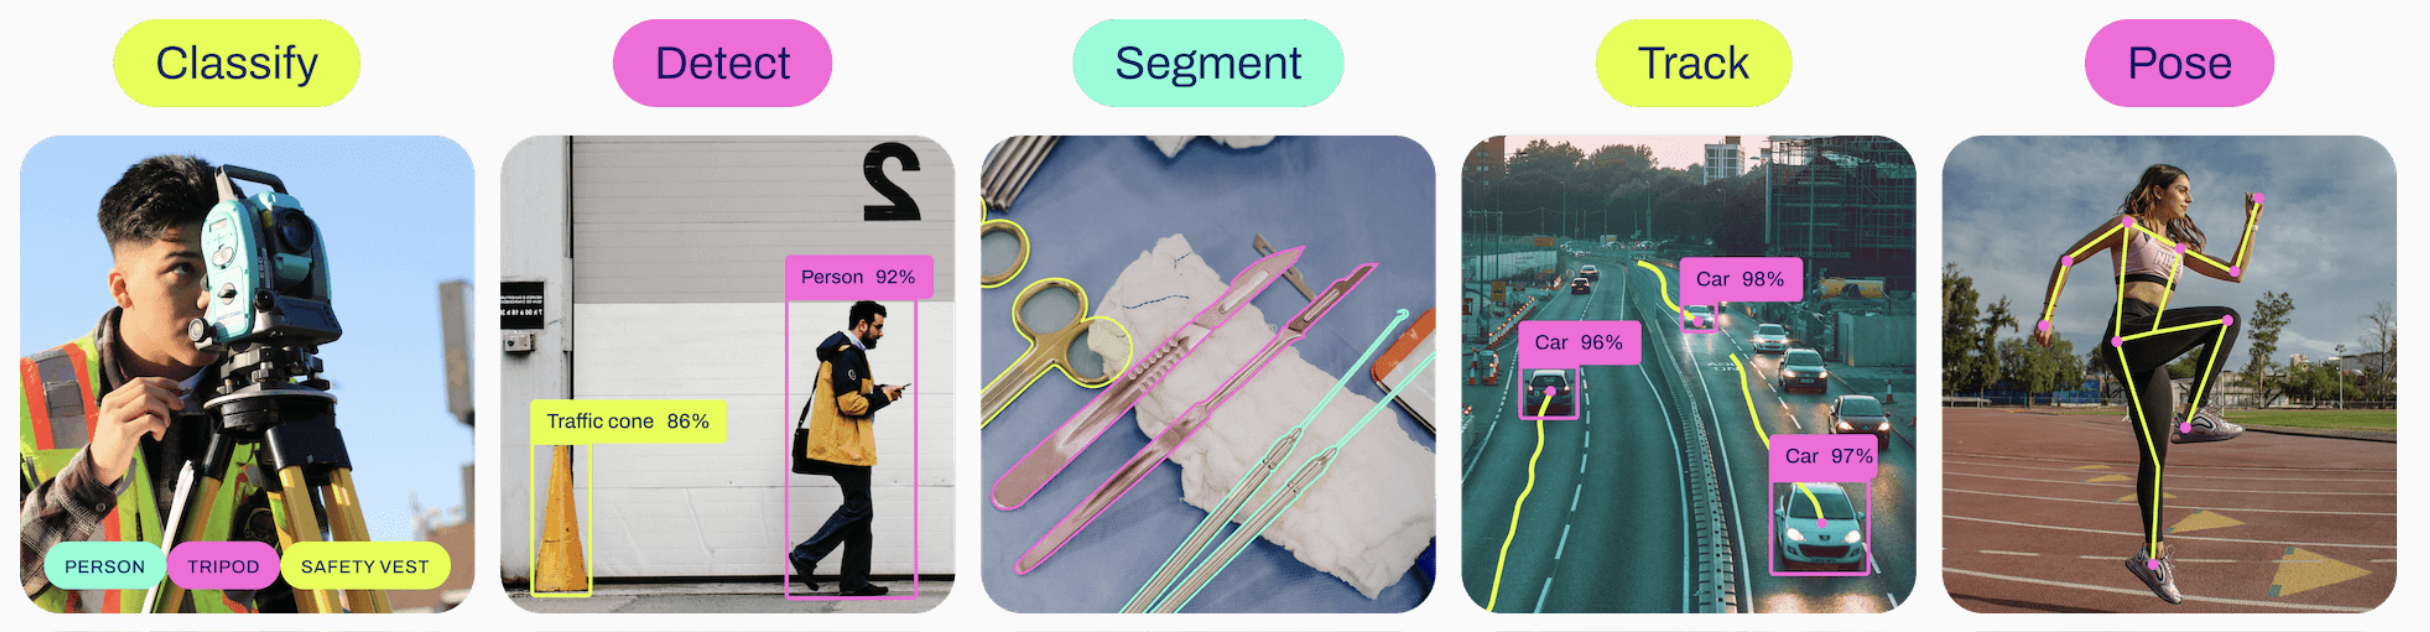 Classify
Detect
Segment
Track
Pose
PERSON
TRIPOD
SAFETY VEST
2
Person 92%
Traffic cone 86%
Car 98%
Car 96%
Car 97%